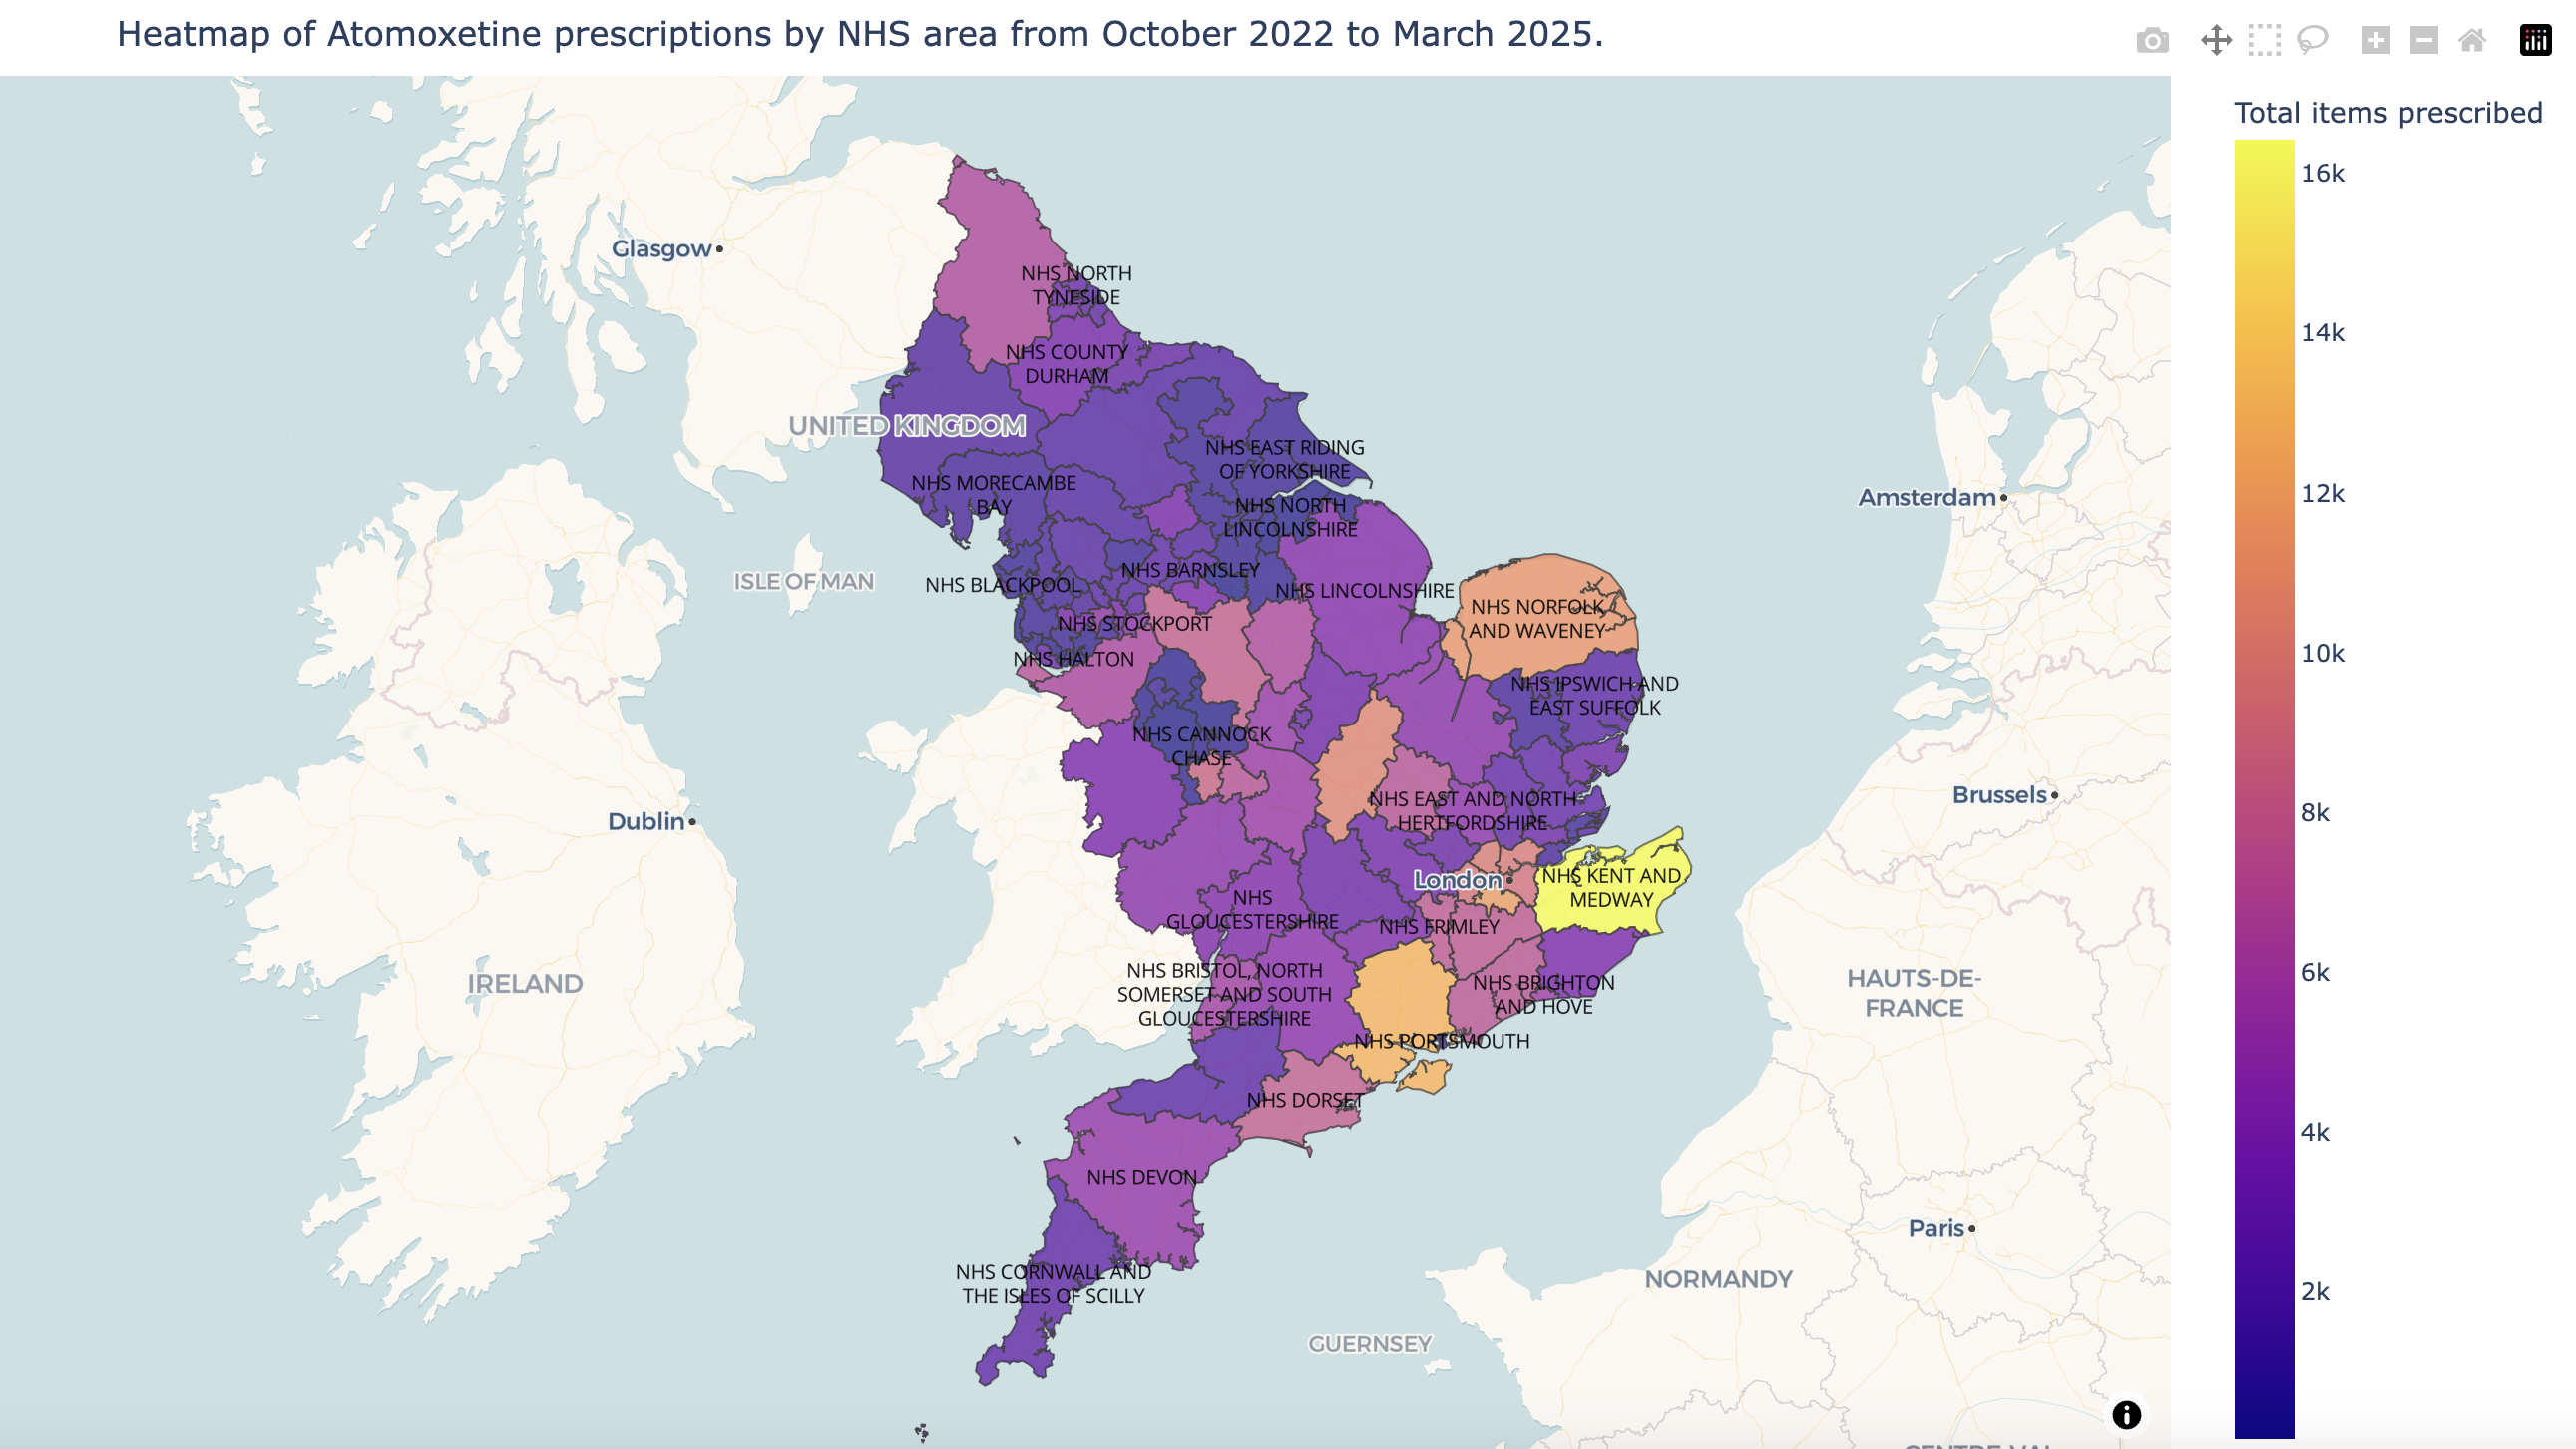 Heatmap of Atomoxetine prescriptions by NHS area from October 2022 to March 2025.
Total items prescribed
16k
14k
12k
10k
8k
6k
4k
2k
Glasgow
NHS NORTH
TYNESIDE
NHS COUNTY
DURHAM
UNITED KINGDOM
NHS EAST RIDING
OF YORKSHIRE
NHS MORECAMBE
BAY
NHS NORTH
LINCOLNSHIRE
Amsterdam
ISLE OF MAN
NHS BLACKPOOL
NHS BARNSLEY
NHS LINCOLNSHIRE
NHS NORFOLK
AND WAVENEY
NHS STOCKPORT
NHS HALTON
NHS IPSWICH AND
EAST SUFFOLK
NHS CANNOCK
CHASE
Brussels
NHS EAST AND NORTH
HERTFORDSHIRE
Dublin
London
NHS KENT AND
MEDWAY
NHS
GLOUCESTERSHIRE
NHS FRIMLEY
IRELAND
NHS BRISTOL, NORTH
SOMERSET AND SOUTH
GLOUCESTERSHIRE
NHS BRIGHTON
AND HOVE
HAUTS-DE-
FRANCE
NHS PORTSMOUTH
NHS DORSET
NHS DEVON
Paris
NHS CORNWALL AND
THE ISLES OF SCILLY
NORMANDY
GUERNSEY